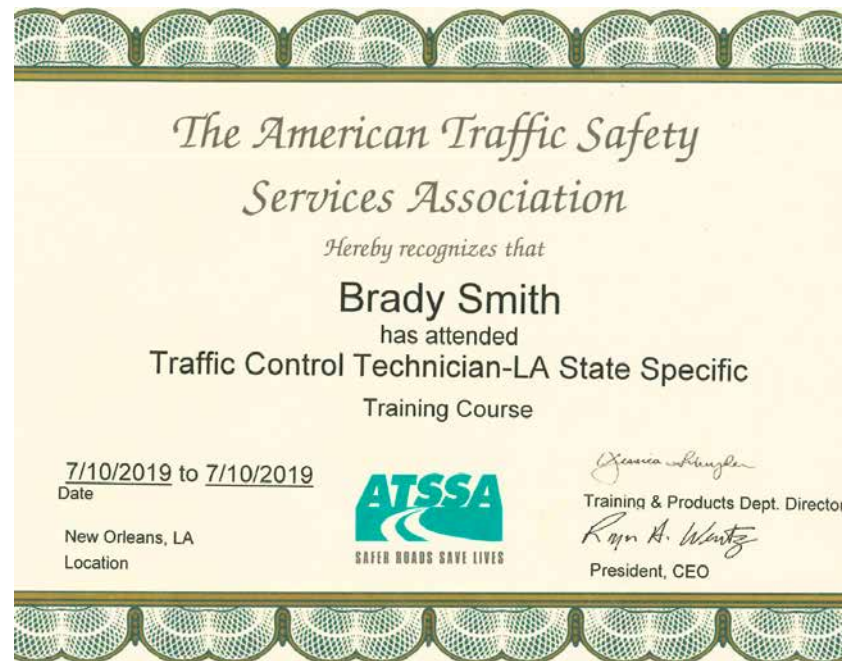 The American Traffic Safety
Services Association
Hereby recognizes that
Brady Smith
has attended
Traffic Control Technician-LA State Specific
Training Course
7/10/2019 to 7/10/2019
Date
New Orleans, LA
Location
ATSSA
SAFER ROADS SAVE LIVES
Jessica
Training & Products Dept. Director
A. Wentz
President, CEO